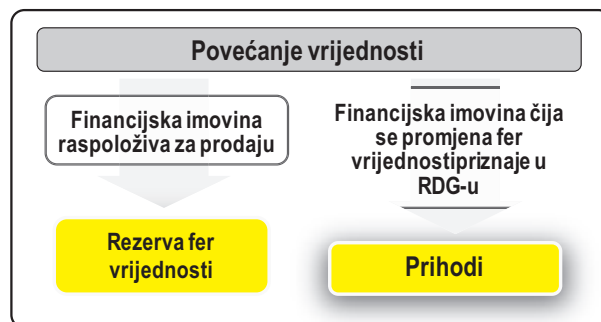 Povećanje vrijednosti
Financijska imovina
raspoloživa za prodaju
Financijska imovina čija
se promjena fer
vrijednostipriznaje u
RDG-u
Rezerva fer
vrijednosti
Prihodi